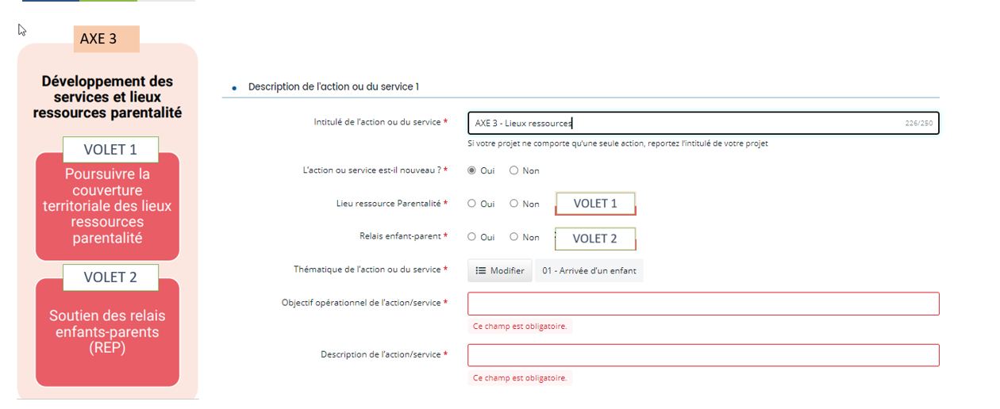 AXE 3
Développement des
services et lieux
ressources parentalité
VOLET 1
Poursuivre la
couverture
territoriale des lieux
ressources
parentalité
VOLET 2
Soutien des relais
enfants-parents
(REP)
Description de l'action ou du service 1
Intitulé de l'action ou du service *
AXE 3 - Lieux ressources
226/250
Si votre projet ne comporte qu'une seule action, reportez l'intitulé de votre projet
L'action ou service est-il nouveau ? * Oui Non
Lieu ressource Parentalité * Oui Non VOLET 1
Relais enfant-parent * Oui Non VOLET 2
Thématique de l'action ou du service * Modifier 01 - Arrivée d'un enfant
Objectif opérationnel de l'action/service *
Ce champ est obligatoire.
Description de l'action/service *
Ce champ est obligatoire.